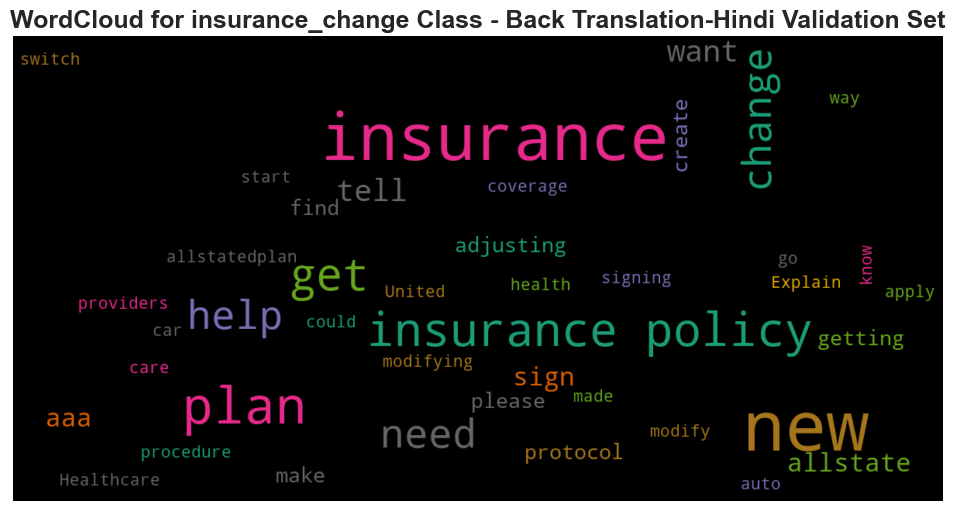 WordCloud for insurance_change Class - Back Translation-Hindi Validation Set
switch
want
change
way
insurance
create
start
tell
coverage
find
adjusting
allstatedplan
get
go
know
Explain
health
signing
United
apply
providers
help
could
insurance policy
getting
car
modifying
care
sign
plan
please
made
aaa
need
new
modify
procedure
protocol
allstate
Healthcare
make
auto